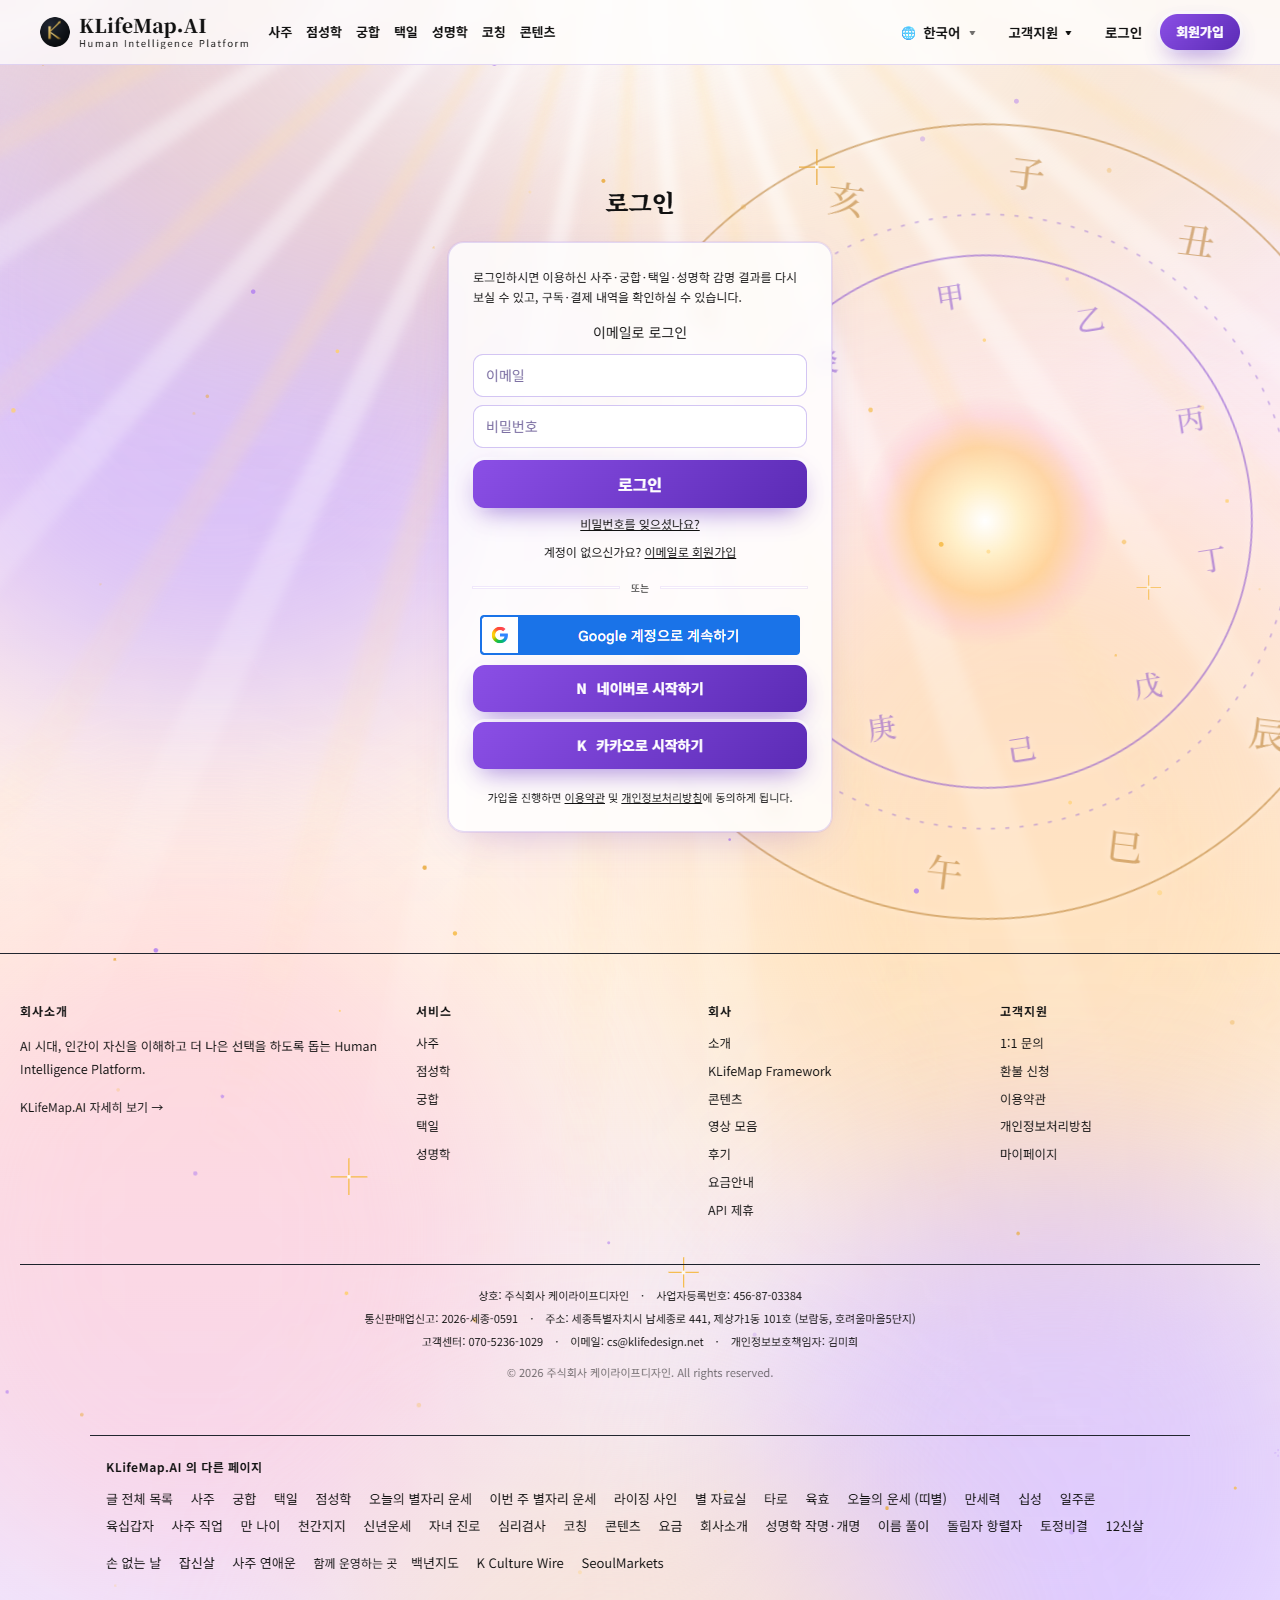 KLifeMap.AI
Human Intelligence Platform
사주 점성학 궁합 택일 성명학 코칭 콘텐츠
한국어 ▼ 고객지원 ▼ 로그인 회원가입
亥 子 丑
甲 乙 丙 丁 戊 己 庚
辰 巳 午
로그인
로그인하시면 이용하신 사주·궁합·택일·성명학 감명 결과를 다시
보실 수 있고, 구독·결제 내역을 확인하실 수 있습니다.
이메일로 로그인
이메일
비밀번호
로그인
비밀번호를 잊으셨나요?
계정이 없으신가요? 이메일로 회원가입
또는
Google 계정으로 계속하기
N 네이버로 시작하기
K 카카오로 시작하기
가입을 진행하면 이용약관 및 개인정보처리방침에 동의하게 됩니다.
회사소개
AI 시대, 인간이 자신을 이해하고 더 나은 선택을 하도록 돕는 Human
Intelligence Platform.
KLifeMap.AI 자세히 보기 →
서비스
사주
점성학
궁합
택일
성명학
회사
소개
KLifeMap Framework
콘텐츠
영상 모음
후기
요금안내
API 제휴
고객지원
1:1 문의
환불 신청
이용약관
개인정보처리방침
마이페이지
상호: 주식회사 케이라이프디자인 · 사업자등록번호: 456-87-03384
통신판매업신고: 2026-세종-0591 · 주소: 세종특별자치시 남세종로 441, 제상가1동 101호 (보람동, 호려울마을5단지)
고객센터: 070-5236-1029 · 이메일: cs@klifedesign.net · 개인정보보호책임자: 김미희
© 2026 주식회사 케이라이프디자인. All rights reserved.
KLifeMap.AI 의 다른 페이지
글 전체 목록 사주 궁합 택일 점성학 오늘의 별자리 운세 이번 주 별자리 운세 라이징 사인 별 자료실 타로 육효 오늘의 운세 (띠별) 만세력 십성 일주론
육십갑자 사주 직업 만 나이 천간지지 신년운세 자녀 진로 심리검사 코칭 콘텐츠 요금 회사소개 성명학 작명·개명 이름 풀이 돌림자 항렬자 토정비결 12신살
손 없는 날 잡신살 사주 연애운 함께 운영하는 곳 백년지도 K Culture Wire SeoulMarkets